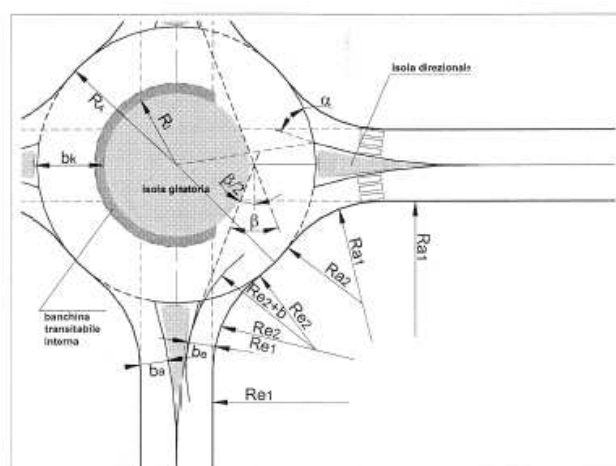 isola direzionale
α
RA
Ri
bk
β/2
isola giratoria
β
Ra1
Ra1
Ra2
Re2
Re2+b
banchina
transitabile
interna
Re2
be
Re1
ba
Re1